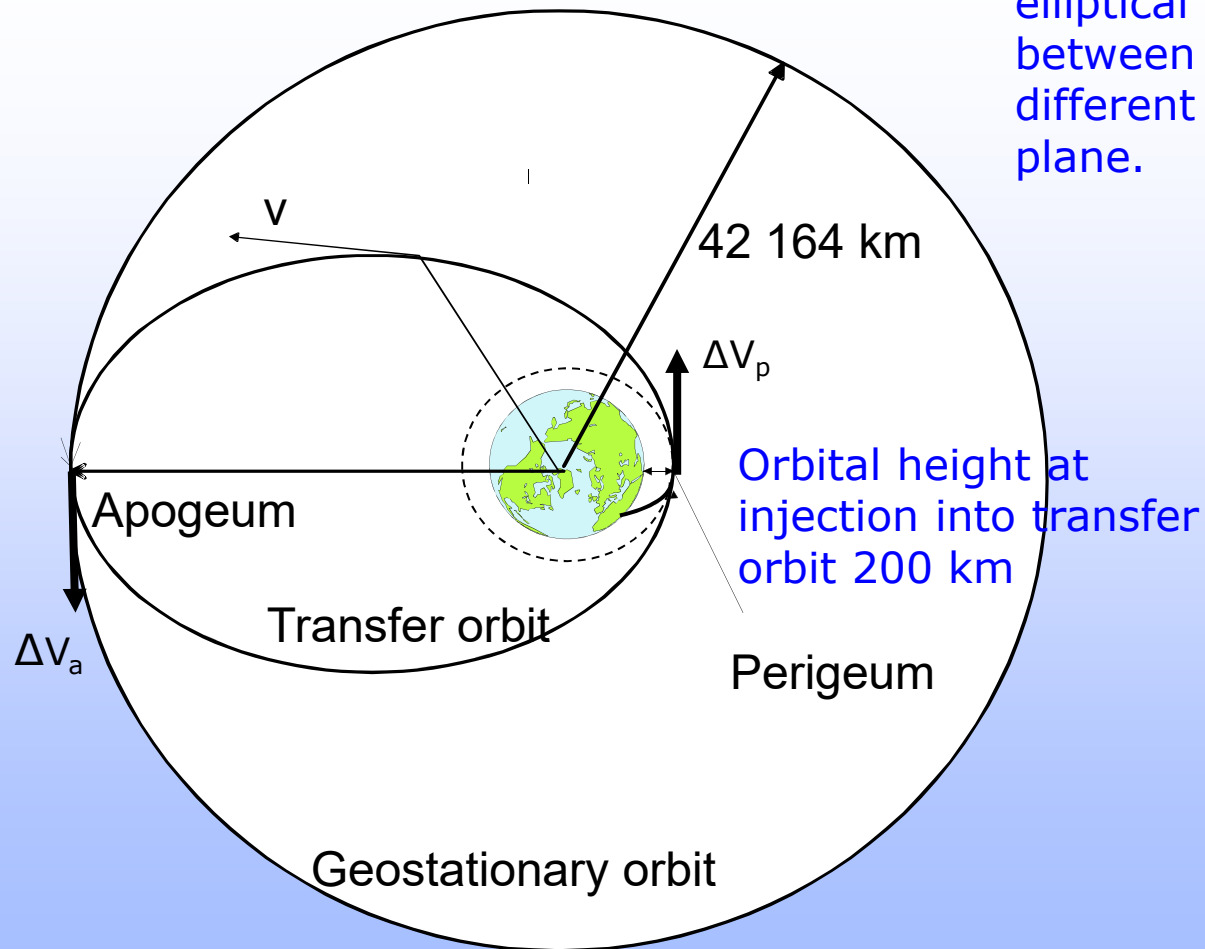 elliptical
between
different
plane.
v
42 164 km
ΔVp
Orbital height at
injection into transfer
orbit 200 km
Apogeum
Transfer orbit
ΔVa
Perigeum
Geostationary orbit